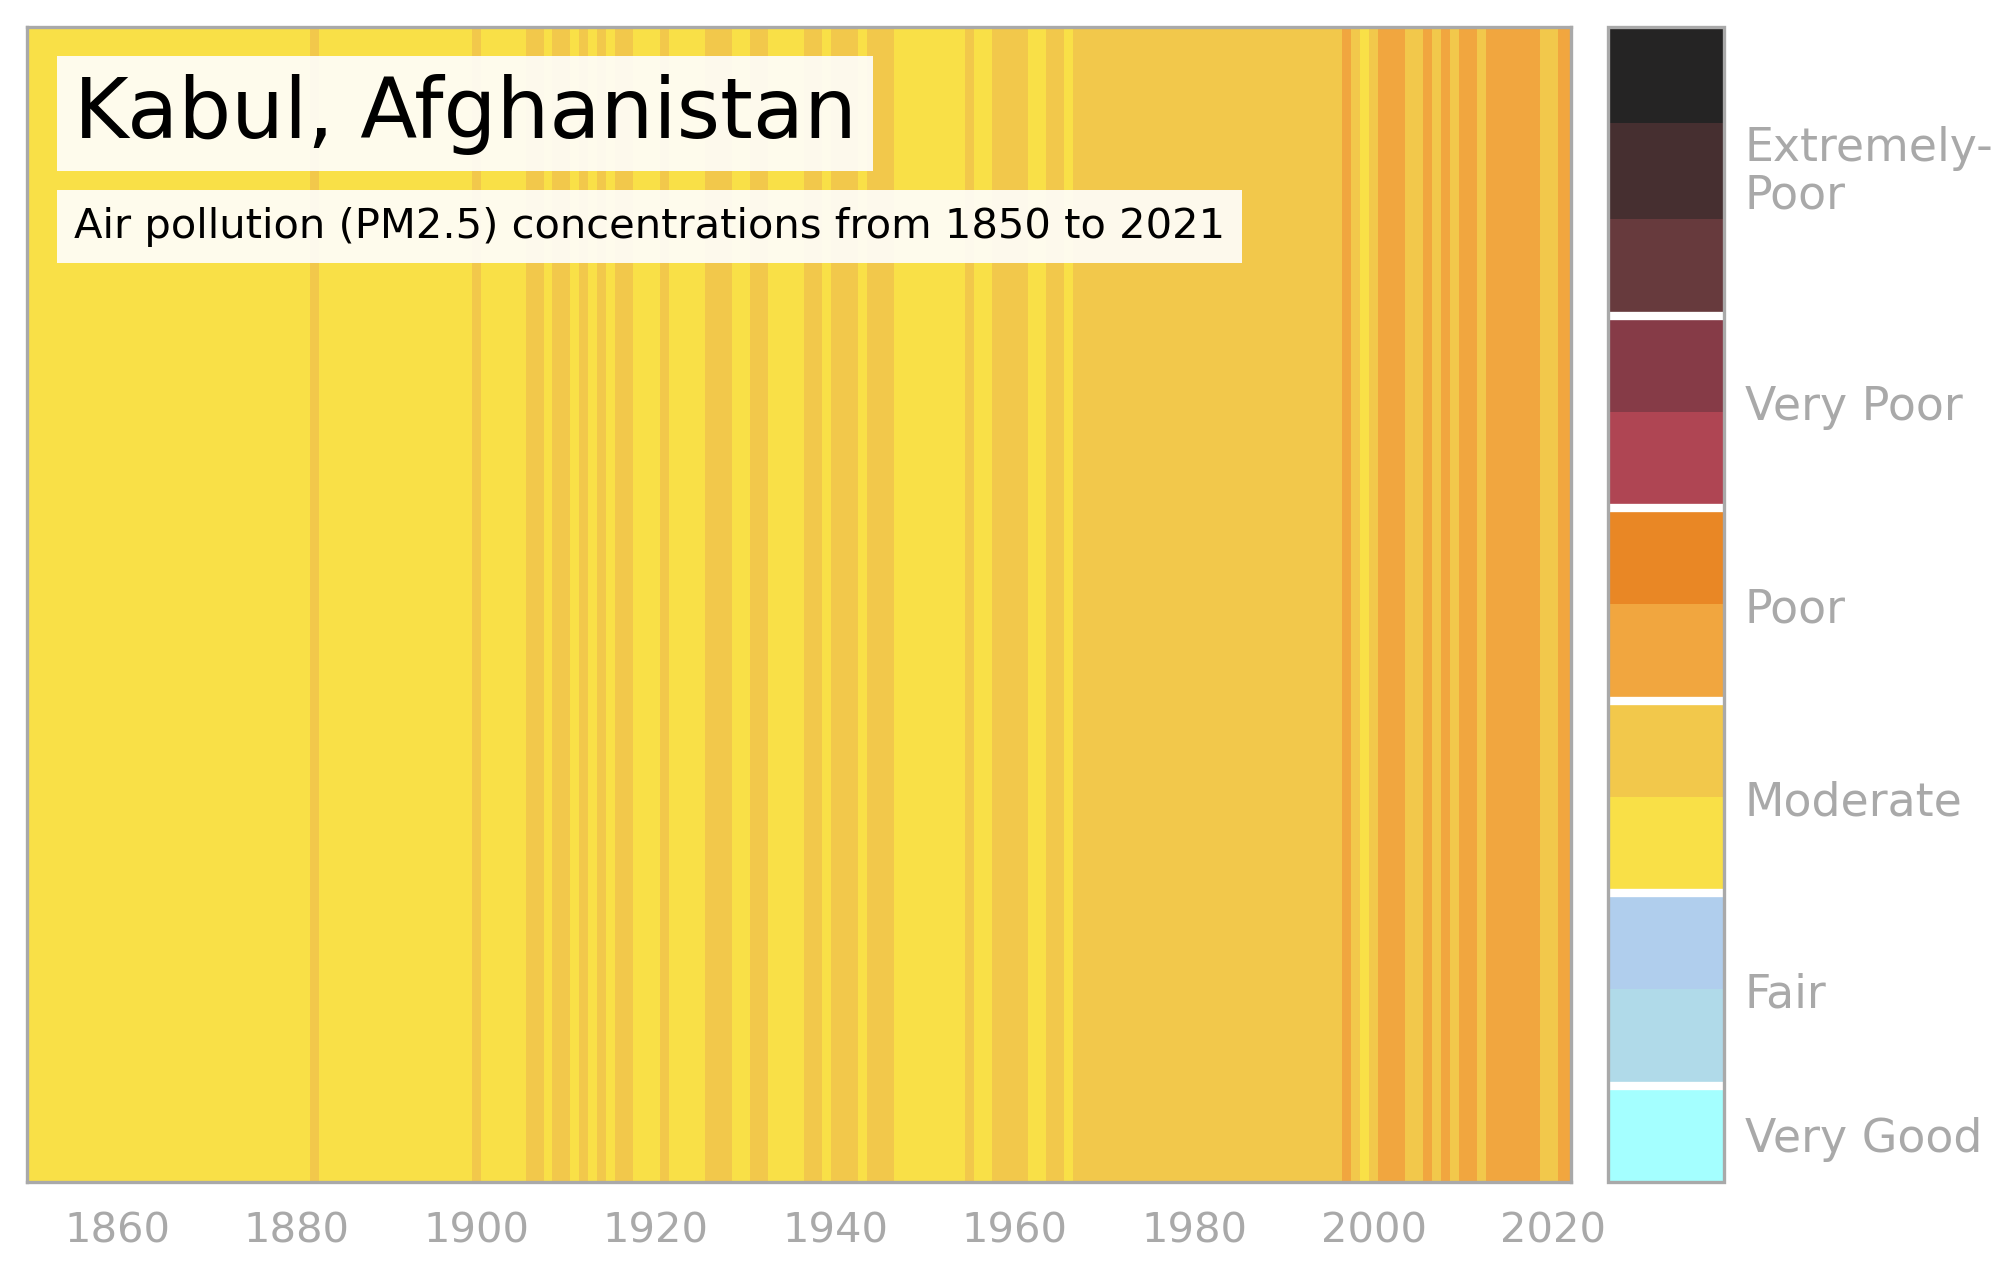 Kabul, Afghanistan
Air pollution (PM2.5) concentrations from 1850 to 2021
Extremely-
Poor
Very Poor
Poor
Moderate
Fair
Very Good
1860 1880 1900 1920 1940 1960 1980 2000 2020